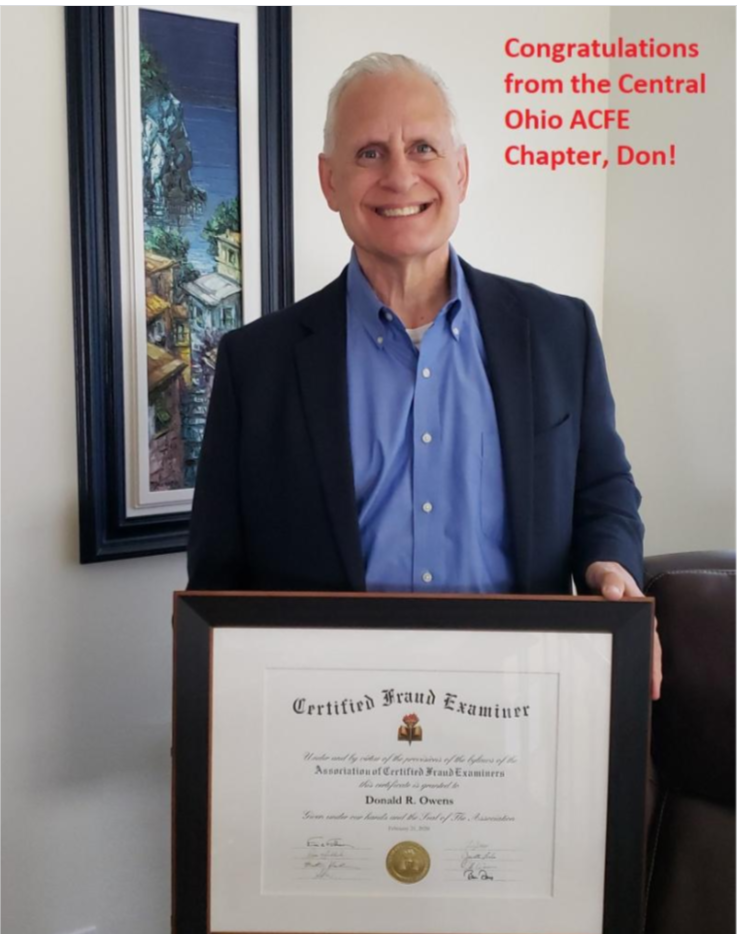 Congratulations
from the Central
Ohio ACFE
Chapter, Don!
Certified Fraud Examiner
Under and by virtue of the provisions of the bylaws of the
Association of Certified Fraud Examiners
this certificate is granted to
Donald R. Owens
Given under our hands and the Seal of The Association